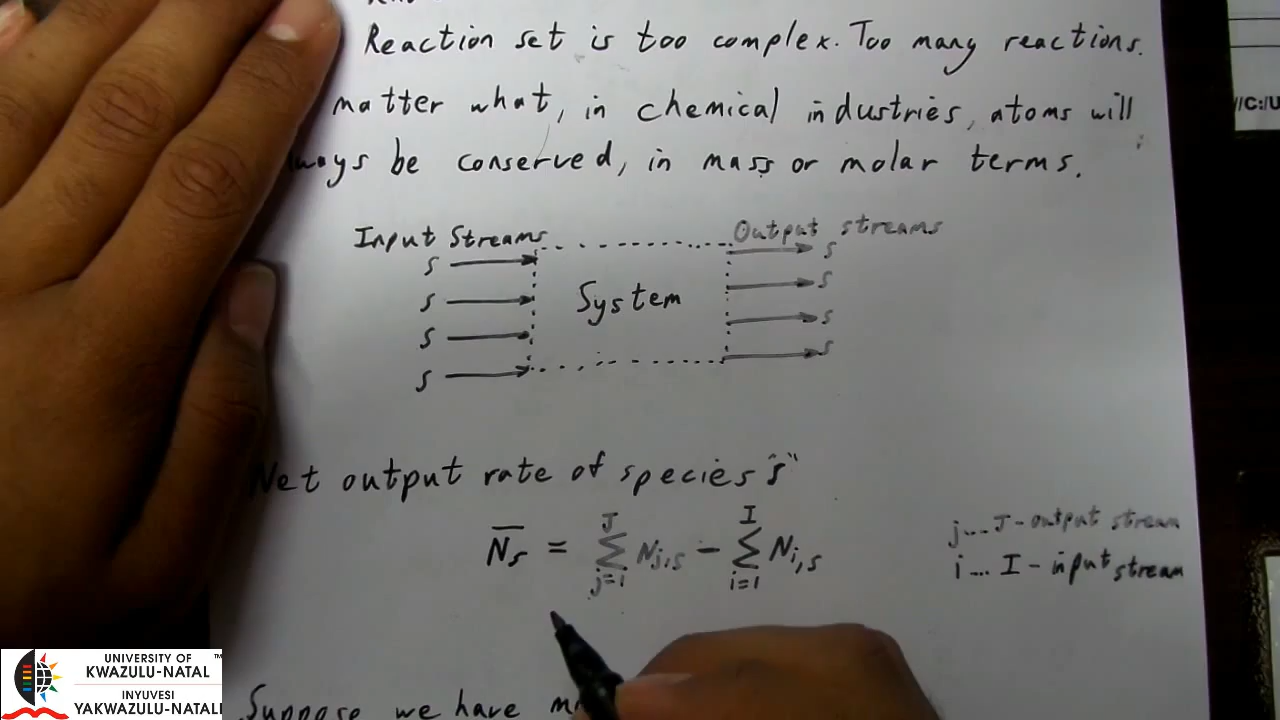 Reaction set is too complex. Too many reactions.
matter what, in chemical industries, atoms will
be conserved, in mass or molar terms.
Input Streams Output streams
s s
s System s
s s
s s
Net output rate of species "s"
N̅s = Σ_{j=1}^{J} Nj,s − Σ_{i=1}^{I} Ni,s
j... J - output stream
i... I - input stream
Suppose we have
//C:/U
UNIVERSITY OF
KWAZULU-NATAL
INYUVESI
YAKWAZULU-NATALI